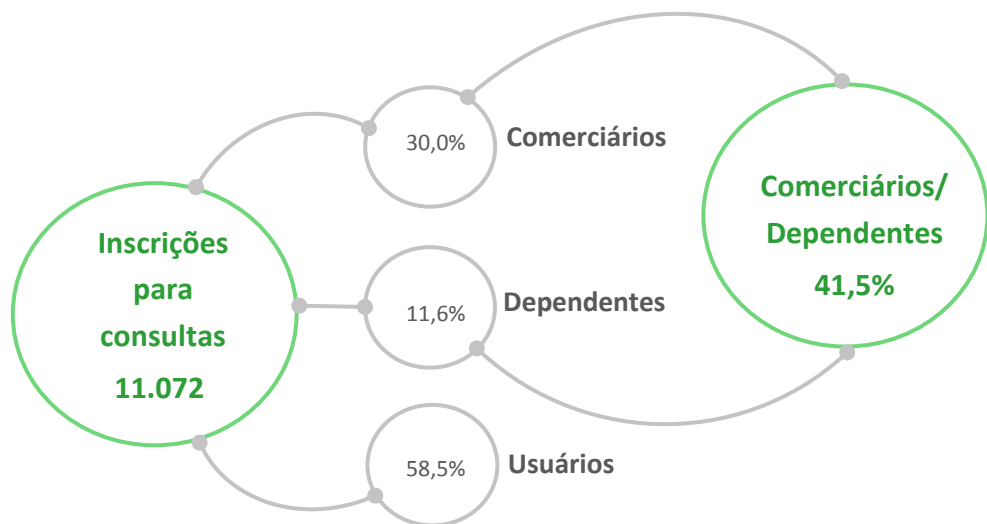 Inscrições
para
consultas
11.072
30,0%
Comerciários
11,6%
Dependentes
58,5%
Usuários
Comerciários/
Dependentes
41,5%